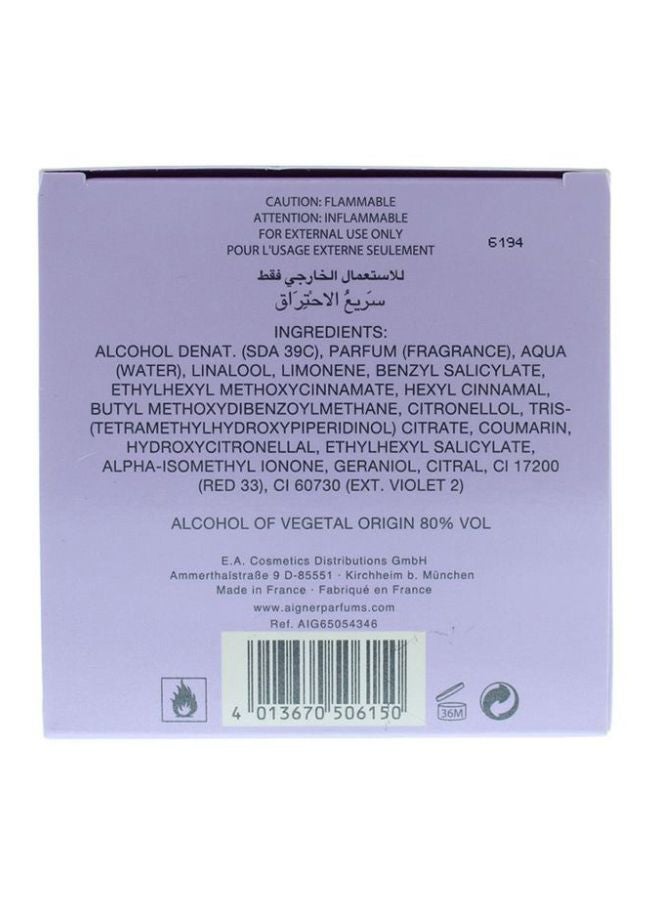 CAUTION: FLAMMABLE
ATTENTION: INFLAMMABLE
FOR EXTERNAL USE ONLY
POUR L'USAGE EXTERNE SEULEMENT
6194
للاستعمال الخارجي فقط
سَريعُ الاحْتِرَاق
INGREDIENTS:
ALCOHOL DENAT. (SDA 39C), PARFUM (FRAGRANCE), AQUA
(WATER), LINALOOL, LIMONENE, BENZYL SALICYLATE,
ETHYLHEXYL METHOXYCINNAMATE, HEXYL CINNAMAL,
BUTYL METHOXYDIBENZOYLMETHANE, CITRONELLOL, TRIS-
(TETRAMETHYLHYDROXYPIPERIDINOL) CITRATE, COUMARIN,
HYDROXYCITRONELLAL, ETHYLHEXYL SALICYLATE,
ALPHA-ISOMETHYL IONONE, GERANIOL, CITRAL, CI 17200
(RED 33), CI 60730 (EXT. VIOLET 2)
ALCOHOL OF VEGETAL ORIGIN 80% VOL
E.A. Cosmetics Distributions GmbH
Ammerthalstraße 9 D-85551 · Kirchheim b. München
Made in France · Fabriqué en France
www.aignerparfums.com
Ref. AIG65054346
4 013670 506150
36M